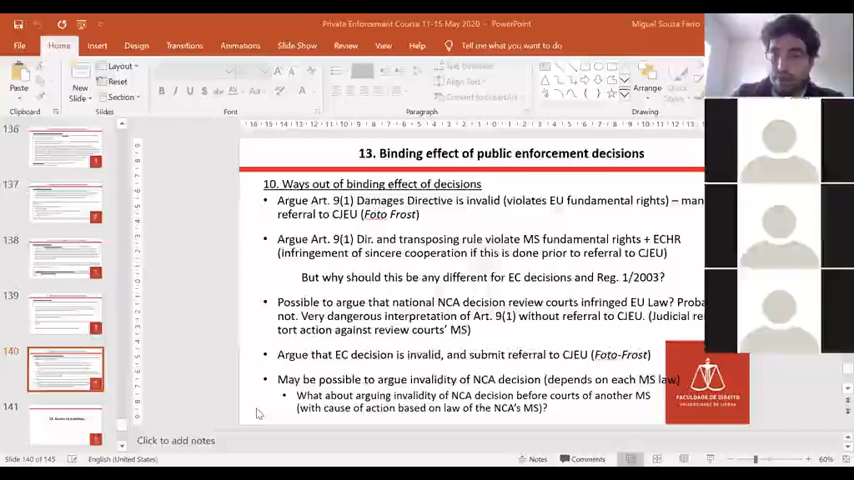 Private Enforcement Course 11-15 May 2020 - PowerPoint
Miguel Sousa Ferro
File Home Insert Design Transitions Animations Slide Show Review View Help Tell me what you want to do
Paste
New
Slide
Layout
Reset
Section
B I U S
Text Direction
Align Text
Convert to SmartArt
Arrange
Quick
Styles
Clipboard Slides Font Paragraph Drawing
136
137
138
139
140
141
13. Binding effect of public enforcement decisions
10. Ways out of binding effect of decisions
• Argue Art. 9(1) Damages Directive is invalid (violates EU fundamental rights) – man
referral to CJEU (Foto Frost)
• Argue Art. 9(1) Dir. and transposing rule violate MS fundamental rights + ECHR
(infringement of sincere cooperation if this is done prior to referral to CJEU)
But why should this be any different for EC decisions and Reg. 1/2003?
• Possible to argue that national NCA decision review courts infringed EU Law? Proba
not. Very dangerous interpretation of Art. 9(1) without referral to CJEU. (Judicial re
tort action against review courts' MS)
• Argue that EC decision is invalid, and submit referral to CJEU (Foto-Frost)
• May be possible to argue invalidity of NCA decision (depends on each MS law)
• What about arguing invalidity of NCA decision before courts of another MS
(with cause of action based on law of the NCA's MS)?
FACULDADE DE DIREITO
UNIVERSIDADE DE LISBOA
Click to add notes
Slide 140 of 145 English (United States) Notes Comments 60%